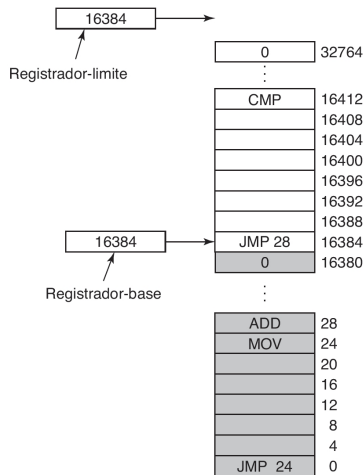 16384
0 32764
Registrador-limite
CMP 16412
16408
16404
16400
16396
16392
16388
16384 JMP 28 16384
0 16380
Registrador-base
ADD 28
MOV 24
20
16
12
8
4
JMP 24 0